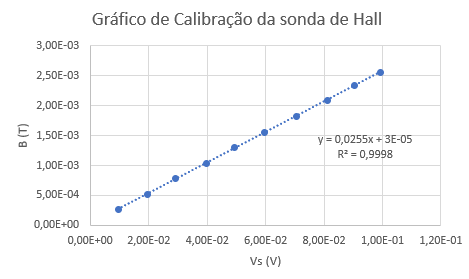 Gráfico de Calibração da sonda de Hall
3,00E-03
2,50E-03
2,00E-03
1,50E-03
1,00E-03
5,00E-04
0,00E+00
B (T)
y = 0,0255x + 3E-05
R² = 0,9998
0,00E+00 2,00E-02 4,00E-02 6,00E-02 8,00E-02 1,00E-01 1,20E-01
Vs (V)